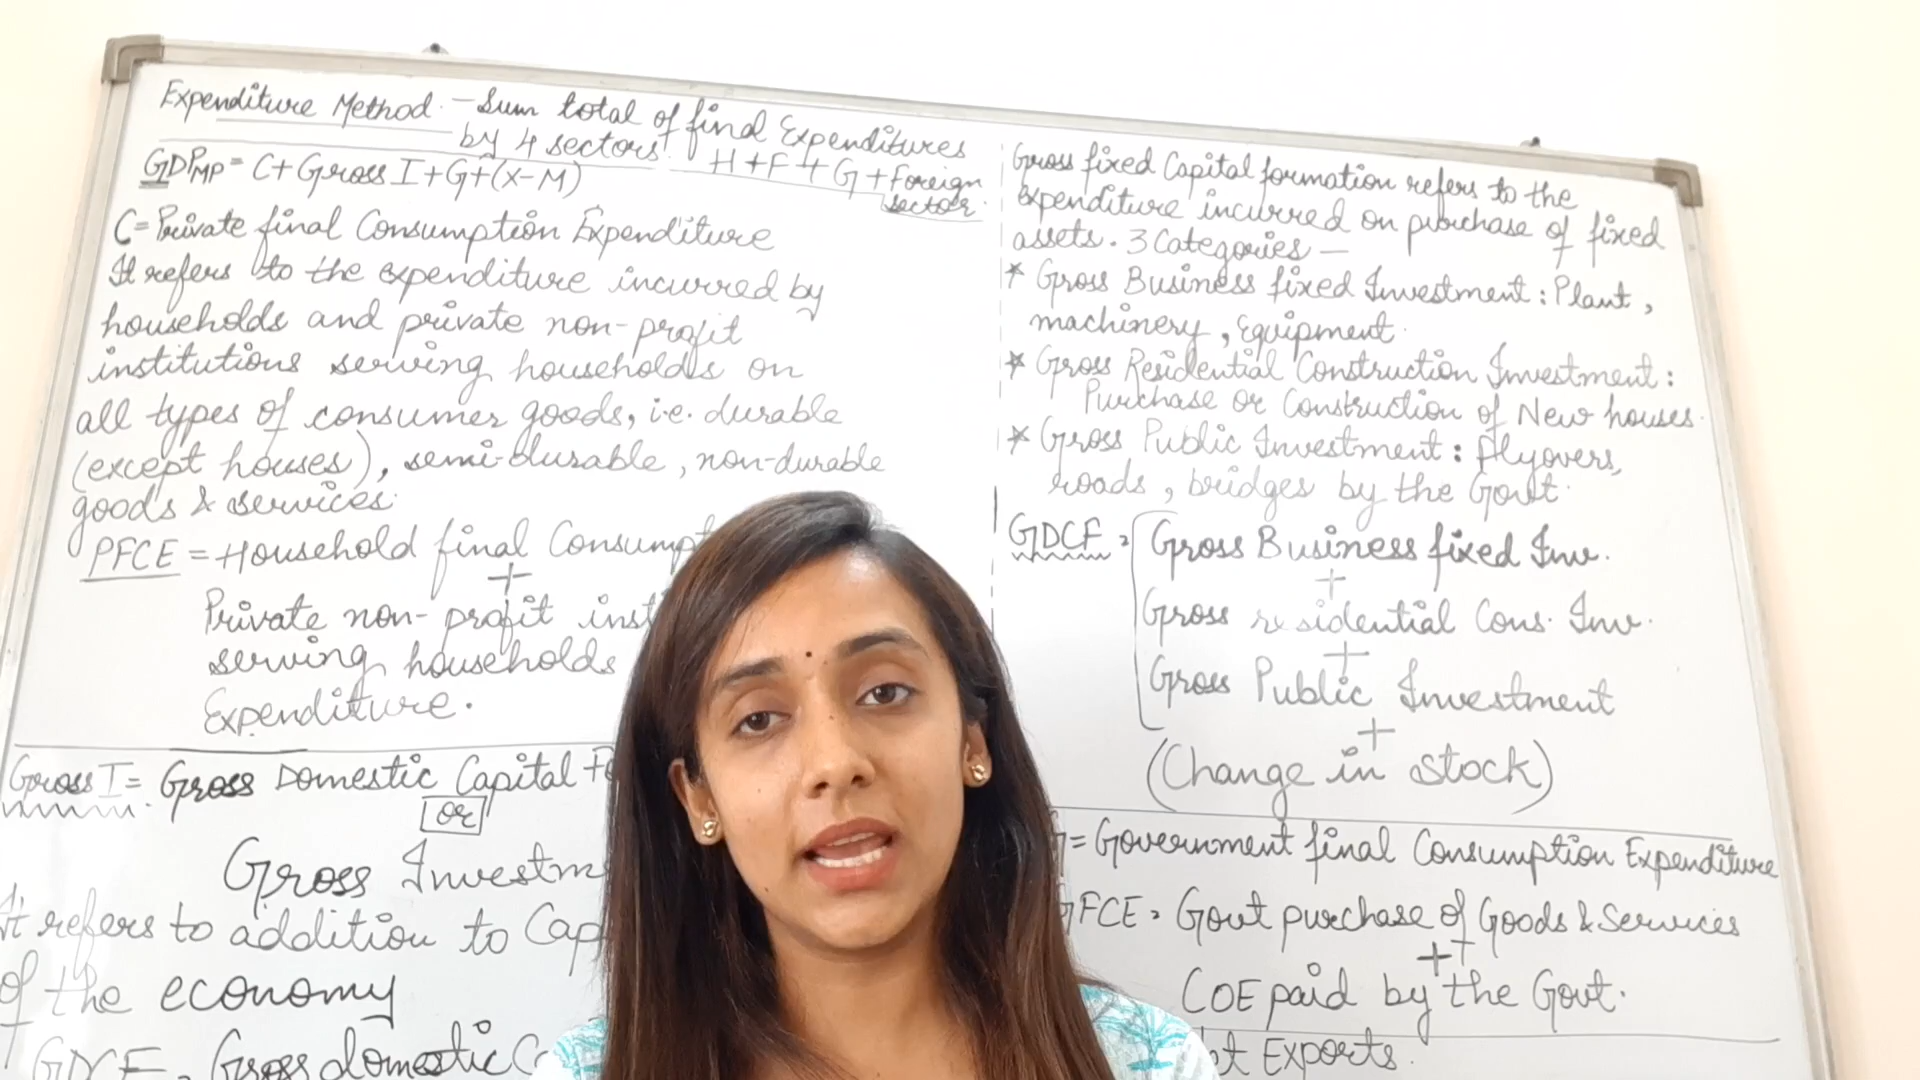 Expenditure Method - Sum total of final Expenditures
by 4 sectors. H + F + G + Foreign
sector.
GDPMP = C + Gross I + G + (X-M)
C = Private final Consumption Expenditure
It refers to the expenditure incurred by
households and private non-profit
institutions serving households on
all types of consumer goods, i.e. durable
(except houses), semi-durable, non-durable
goods & services.
PFCE = Household final
+
Private non-profit
serving households
Expenditure.
Gross I = Gross Domestic Capital
or
Gross
It refers to addition to
of the economy
GDCF = Gross domestic
Gross fixed Capital formation refers to the
expenditure incurred on purchase of fixed
assets. 3 Categories -
* Gross Business fixed Investment : Plant,
machinery, Equipment.
* Gross Residential Construction Investment :
Purchase or Construction of New houses.
* Gross Public Investment : Flyovers,
roads, bridges by the Govt.
GDCF = Gross Business fixed Inv.
+
Gross residential Cons. Inv.
+
Gross Public Investment
+
(Change in stock)
G = Government final Consumption Expenditure
GFCE = Govt purchase of Goods & Services
+
COE paid by the Govt.
Exports.